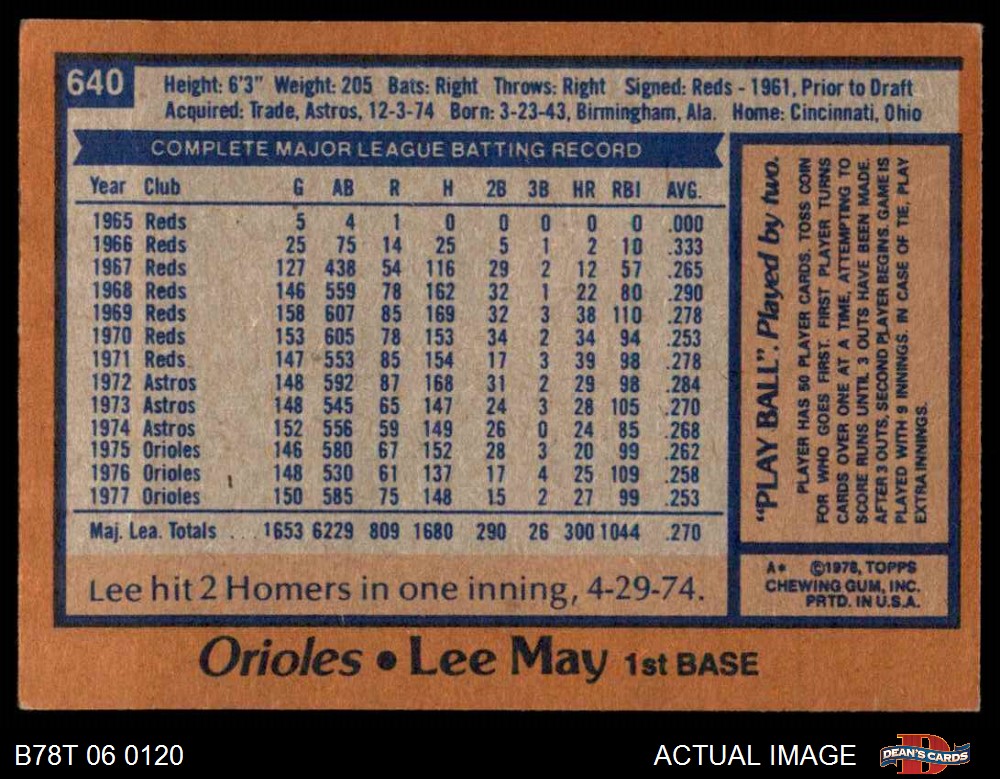 640
Height: 6'3" Weight: 205 Bats: Right Throws: Right Signed: Reds - 1961, Prior to Draft
Acquired: Trade, Astros, 12-3-74 Born: 3-23-43, Birmingham, Ala. Home: Cincinnati, Ohio
COMPLETE MAJOR LEAGUE BATTING RECORD
Year Club G AB R H 2B 3B HR RBI AVG.
1965 Reds 5 4 1 0 0 0 0 0 .000
1966 Reds 25 75 14 25 5 1 2 10 .333
1967 Reds 127 438 54 116 29 2 12 57 .265
1968 Reds 146 559 78 162 32 1 22 80 .290
1969 Reds 158 607 85 169 32 3 38 110 .278
1970 Reds 153 605 78 153 34 2 34 94 .253
1971 Reds 147 553 85 154 17 3 39 98 .278
1972 Astros 148 592 87 168 31 2 29 98 .284
1973 Astros 148 545 65 147 24 3 28 105 .270
1974 Astros 152 556 59 149 26 0 24 85 .268
1975 Orioles 146 580 67 152 28 3 20 99 .262
1976 Orioles 148 530 61 137 17 4 25 109 .258
1977 Orioles 150 585 75 148 15 2 27 99 .253
Maj. Lea. Totals ... 1653 6229 809 1680 290 26 300 1044 .270
Lee hit 2 Homers in one inning, 4-29-74.
"PLAY BALL". Played by two.
PLAYER HAS 50 PLAYER CARDS. TOSS COIN
FOR WHO GOES FIRST. FIRST PLAYER TURNS
CARDS OVER ONE AT A TIME, ATTEMPTING TO
SCORE RUNS UNTIL 3 OUTS HAVE BEEN MADE.
AFTER 3 OUTS, SECOND PLAYER BEGINS. GAME IS
PLAYED WITH 9 INNINGS. IN CASE OF TIE, PLAY
EXTRA INNINGS.
A* ©1978, TOPPS
CHEWING GUM, INC.
PRTD. IN U.S.A.
Orioles • Lee May 1st BASE
B78T 06 0120
ACTUAL IMAGE
DEAN'S CARDS